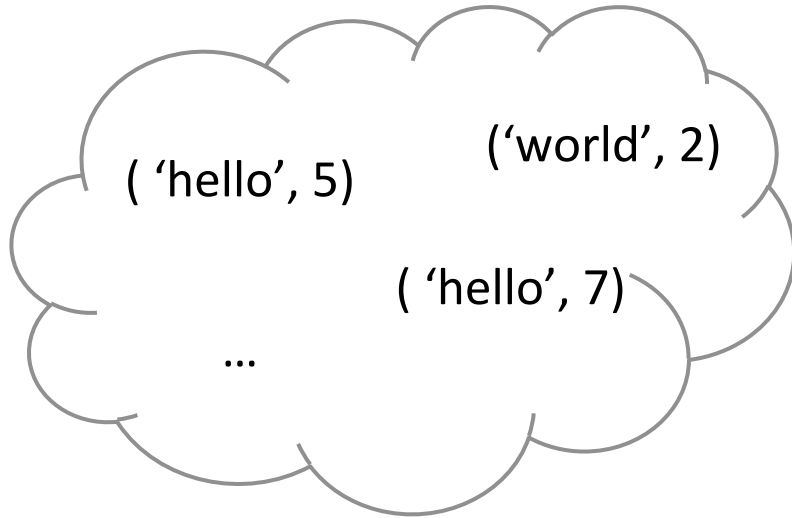 ( ‘hello’, 5)
(‘world’, 2)
( ‘hello’, 7)
…